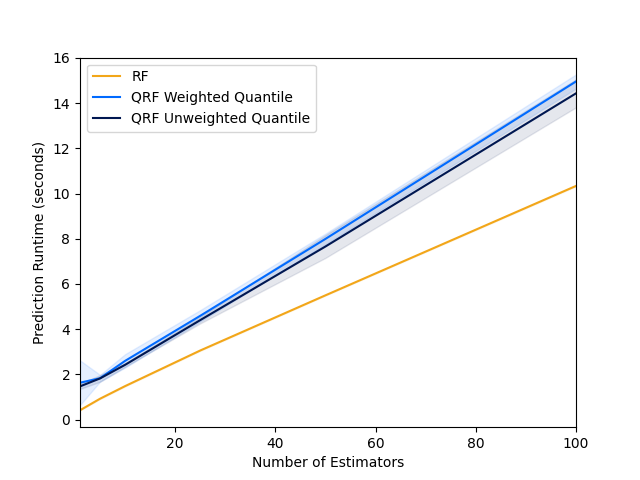 RF
QRF Weighted Quantile
QRF Unweighted Quantile
Prediction Runtime (seconds)
16
14
12
10
8
6
4
2
0
20 40 60 80 100
Number of Estimators